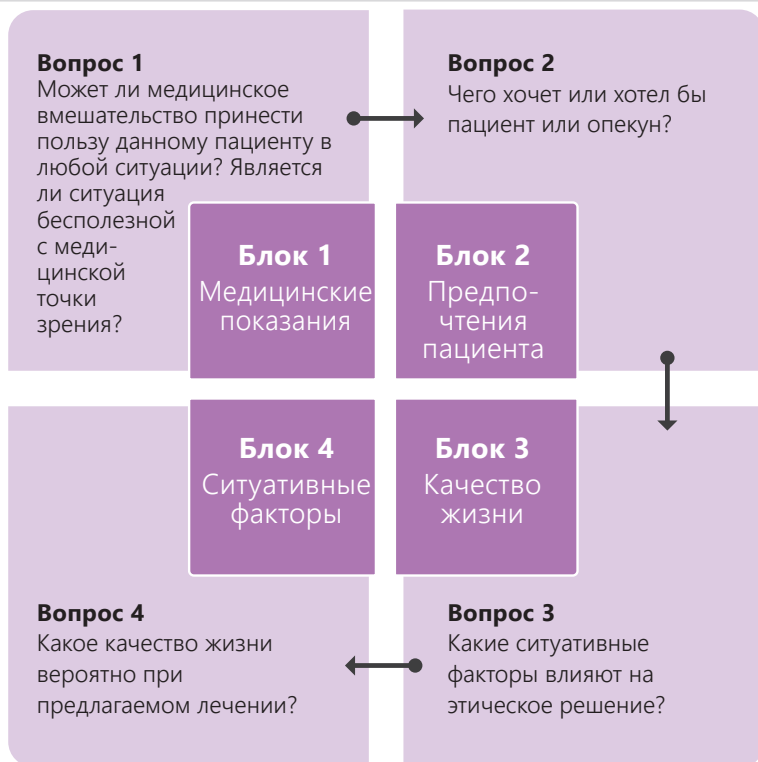 Вопрос 1
Может ли медицинское
вмешательство принести
пользу данному пациенту в
любой ситуации? Является
ли ситуация
бесполезной
с меди-
цинской
точки
зрения?
Вопрос 2
Чего хочет или хотел бы
пациент или опекун?
Блок 1
Медицинские
показания
Блок 2
Предпо-
чтения
пациента
Блок 4
Ситуативные
факторы
Блок 3
Качество
жизни
Вопрос 4
Какое качество жизни
вероятно при
предлагаемом лечении?
Вопрос 3
Какие ситуативные
факторы влияют на
этическое решение?